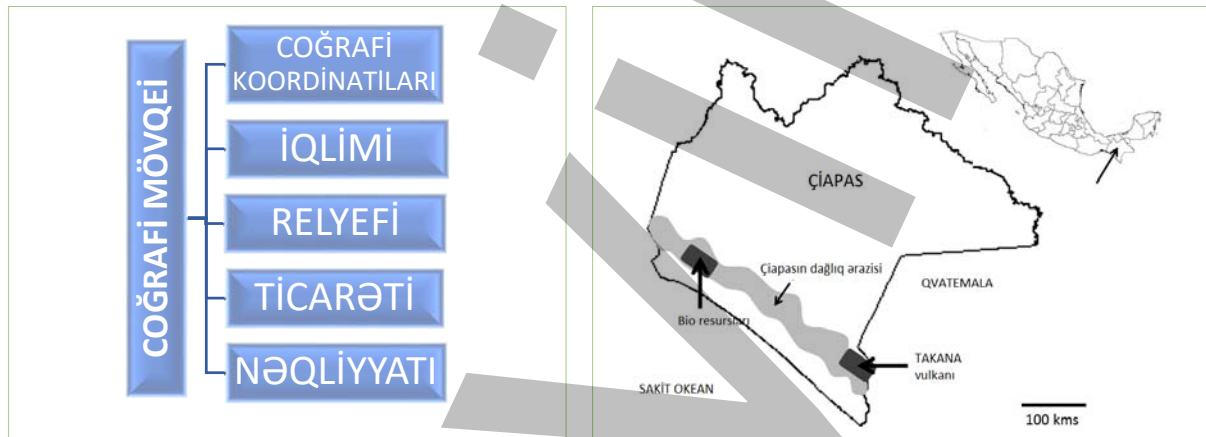 COĞRAFİ MÖVQEİ
COĞRAFİ
KOORDİNATILARI
İQLİMİ
RELYEFİ
TİCARƏTİ
NƏQLİYYATI
ÇİAPAS
Çiapasın dağlıq ərazisi
QVATEMALA
Bio resursları
TAKANA
vulkanı
SAKİT OKEAN
100 kms